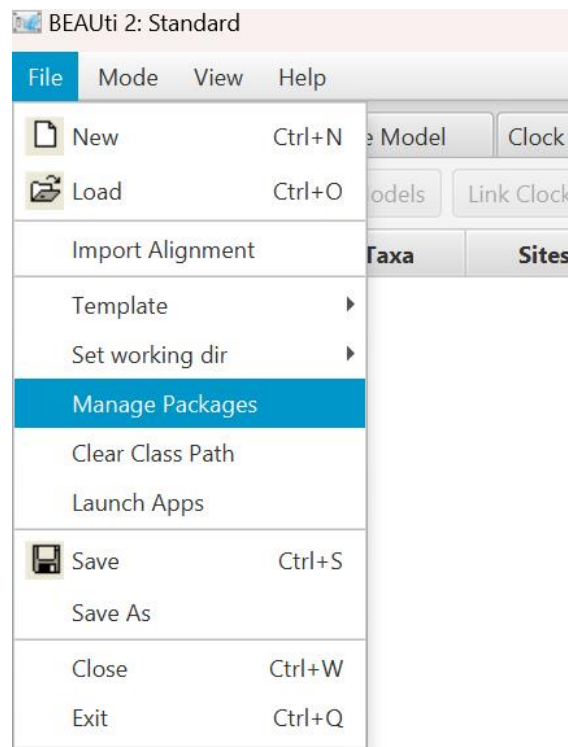 BEAUti 2: Standard
File Mode View Help
New Ctrl+N e Model Clock
Load Ctrl+O odels Link Clock
Import Alignment Taxa Sites
Template
Set working dir
Manage Packages
Clear Class Path
Launch Apps
Save Ctrl+S
Save As
Close Ctrl+W
Exit Ctrl+Q